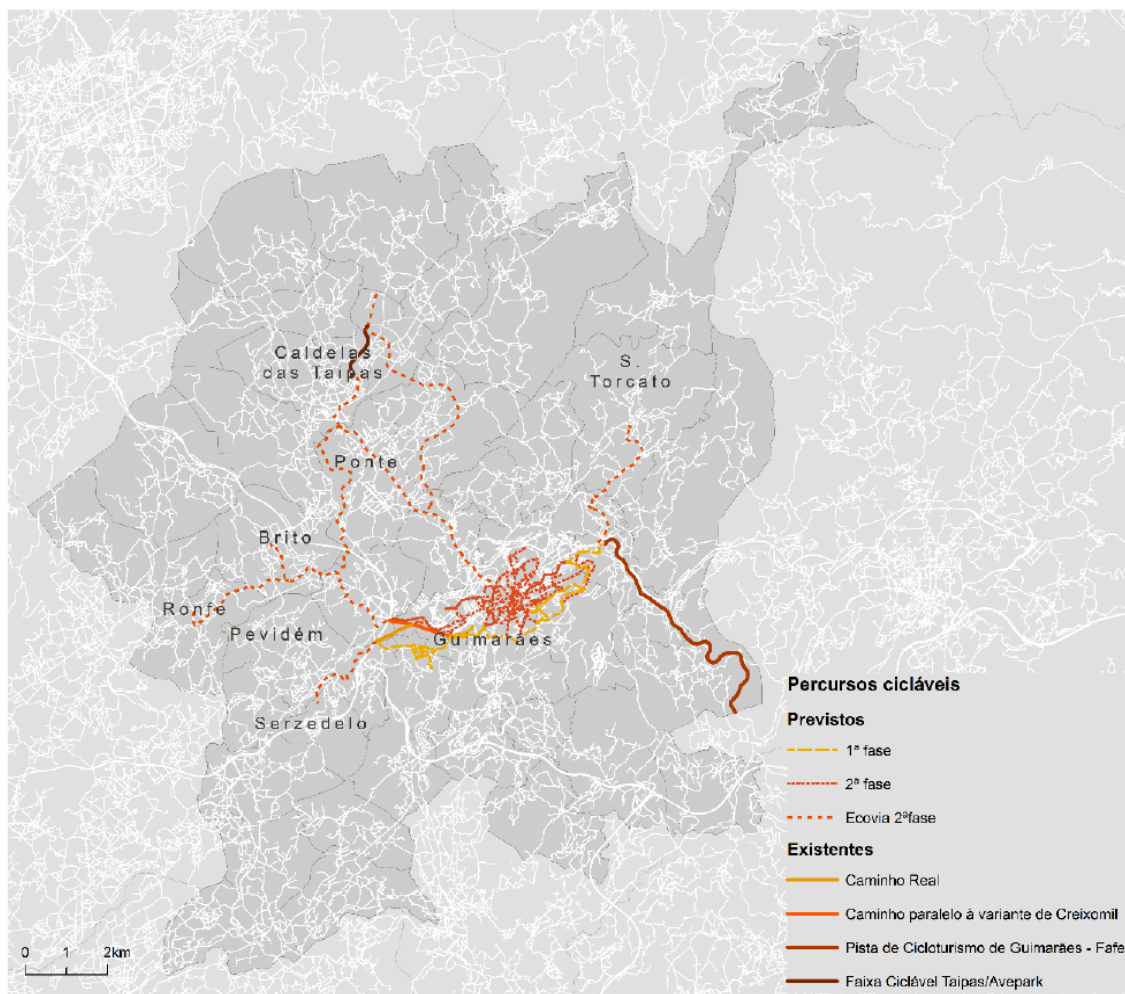 Caldelas
das Taipas
S.
Torcato
Ponte
Brito
Ronfe
Pevidém
Guimarães
Serzedelo
Percursos cicláveis
Previstos
1ª fase
2ª fase
Ecovia 2ªfase
Existentes
Caminho Real
Caminho paralelo à variante de Creixomil
Pista de Cicloturismo de Guimarães - Fafe
Faixa Ciclável Taipas/Avepark
0 1 2km